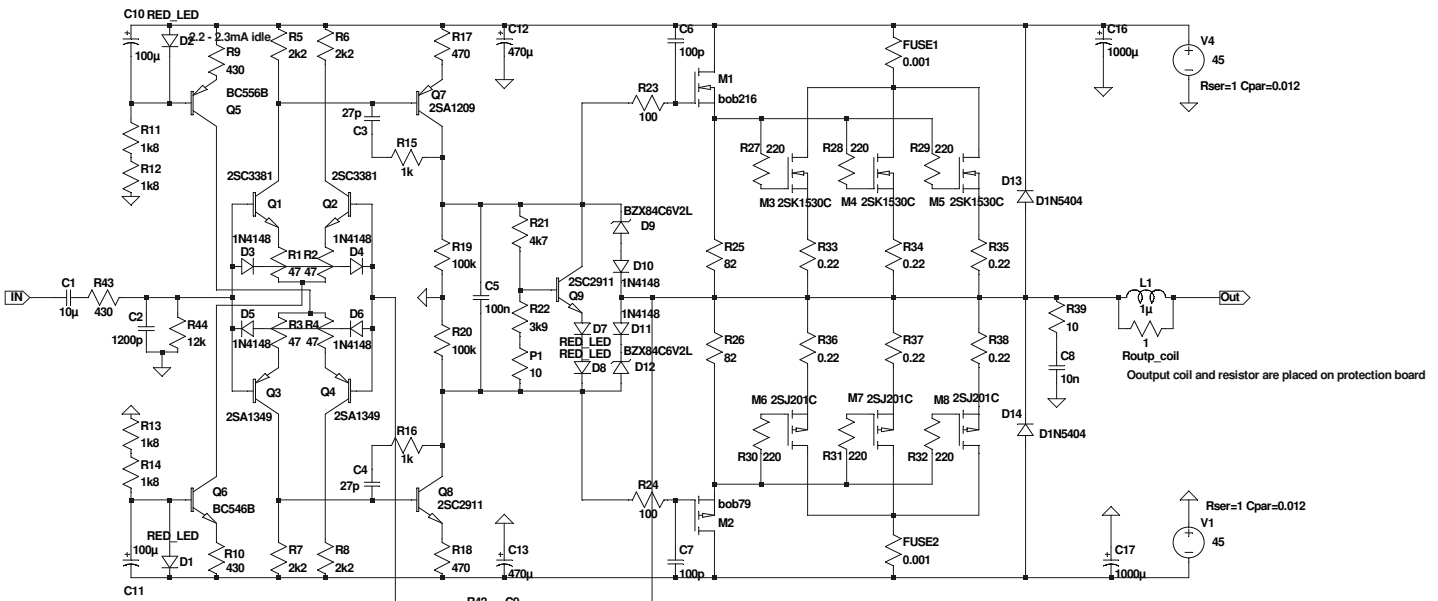 C10 RED_LED
100µ
D2
2.2 - 2.3mA idle
R9
430
R5
2k2
R6
2k2
R17
470
C12
470µ
C6
100p
FUSE1
0.001
C16
1000µ
V4
45
Rser=1 Cpar=0.012
BC556B
Q5
Q7
2SA1209
27p
C3
R15
1k
R23
100
M1
bob216
R11
1k8
R12
1k8
2SC3381
2SC3381
Q1
Q2
R27 220
R28 220
R29 220
M3 2SK1530C
M4 2SK1530C
M5 2SK1530C
D13
D1N5404
1N4148
D3
R1 R2
47 47
1N4148
D4
R19
100k
R21
4k7
BZX84C6V2L
D9
D10
1N4148
R25
82
R33
0.22
R34
0.22
R35
0.22
IN
C1
10µ
R43
430
C2
1200p
R44
12k
C5
100n
2SC2911
Q9
R22
3k9
L1
1µ
Out
R39
10
1
Routp_coil
D5
1N4148
R3 R4
47 47
D6
1N4148
R20
100k
P1
10
D7
RED_LED
RED_LED
D8
1N4148
D11
BZX84C6V2L
D12
R26
82
R36
0.22
R37
0.22
R38
0.22
C8
10n
Ooutput coil and resistor are placed on protection board
Q3
Q4
2SA1349
2SA1349
M6 2SJ201C
M7 2SJ201C
M8 2SJ201C
D14
D1N5404
R13
1k8
R14
1k8
R16
1k
C4
27p
R30 220
R31 220
R32 220
Q6
BC546B
Q8
2SC2911
R24
100
bob79
M2
Rser=1 Cpar=0.012
V1
45
RED_LED
100µ
D1
C11
R10
430
R7
2k2
R8
2k2
R18
470
C13
470µ
C7
100p
FUSE2
0.001
C17
1000µ
R42 C9